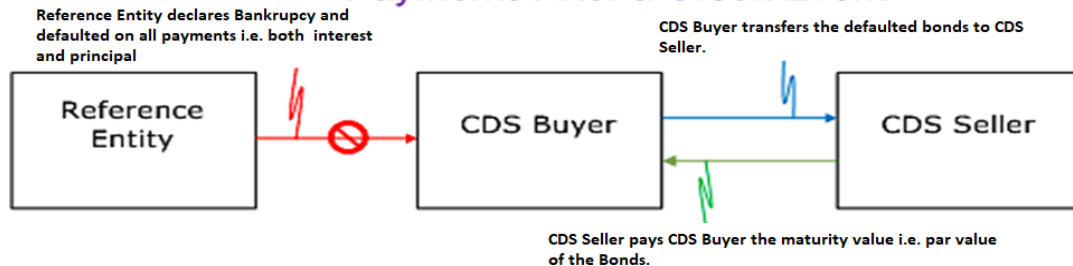 Reference Entity declares Bankrupcy and
defaulted on all payments i.e. both interest
and principal
CDS Buyer transfers the defaulted bonds to CDS
Seller.
Reference
Entity
CDS Buyer
CDS Seller
CDS Seller pays CDS Buyer the maturity value i.e. par value
of the Bonds.